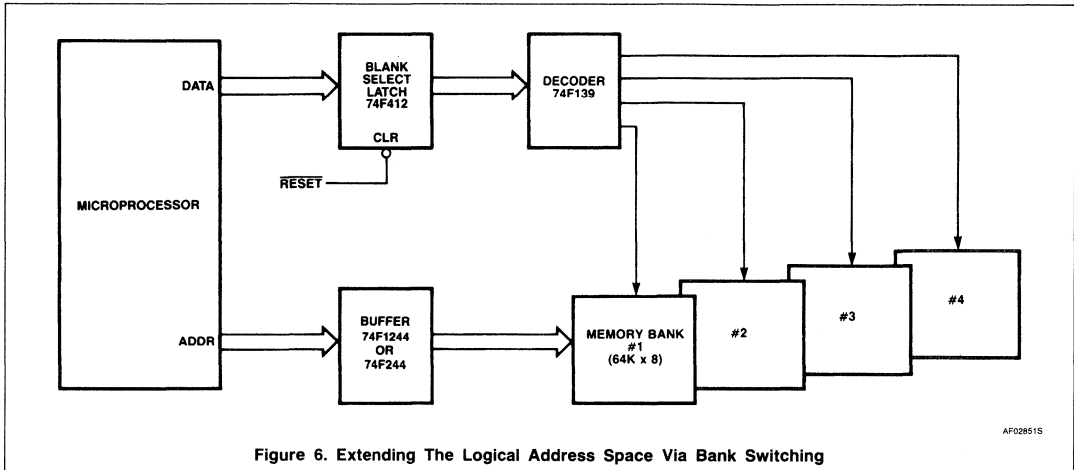 DATA
BLANK
SELECT
LATCH
74F412
CLR
DECODER
74F139
RESET
MICROPROCESSOR
ADDR
BUFFER
74F1244
OR
74F244
MEMORY BANK
#1
(64K x 8)
#2
#3
#4
AF02851S
Figure 6. Extending The Logical Address Space Via Bank Switching